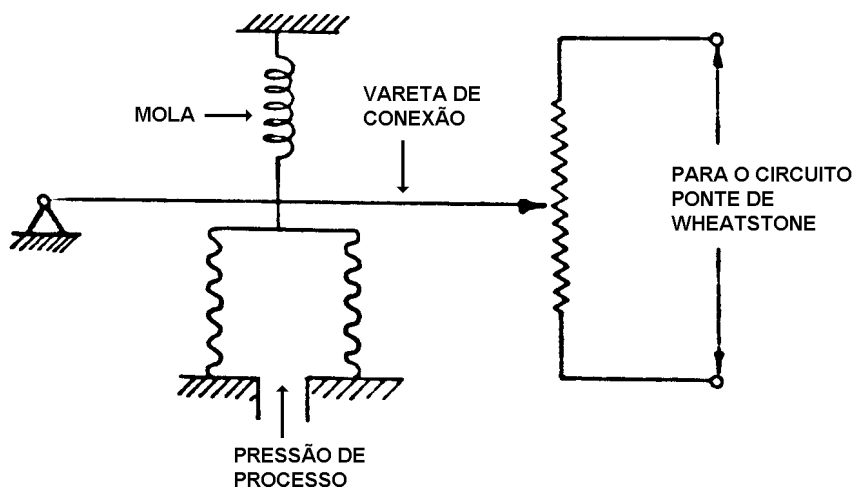 MOLA
VARETA DE
CONEXÃO
PARA O CIRCUITO
PONTE DE
WHEATSTONE
PRESSÃO DE
PROCESSO